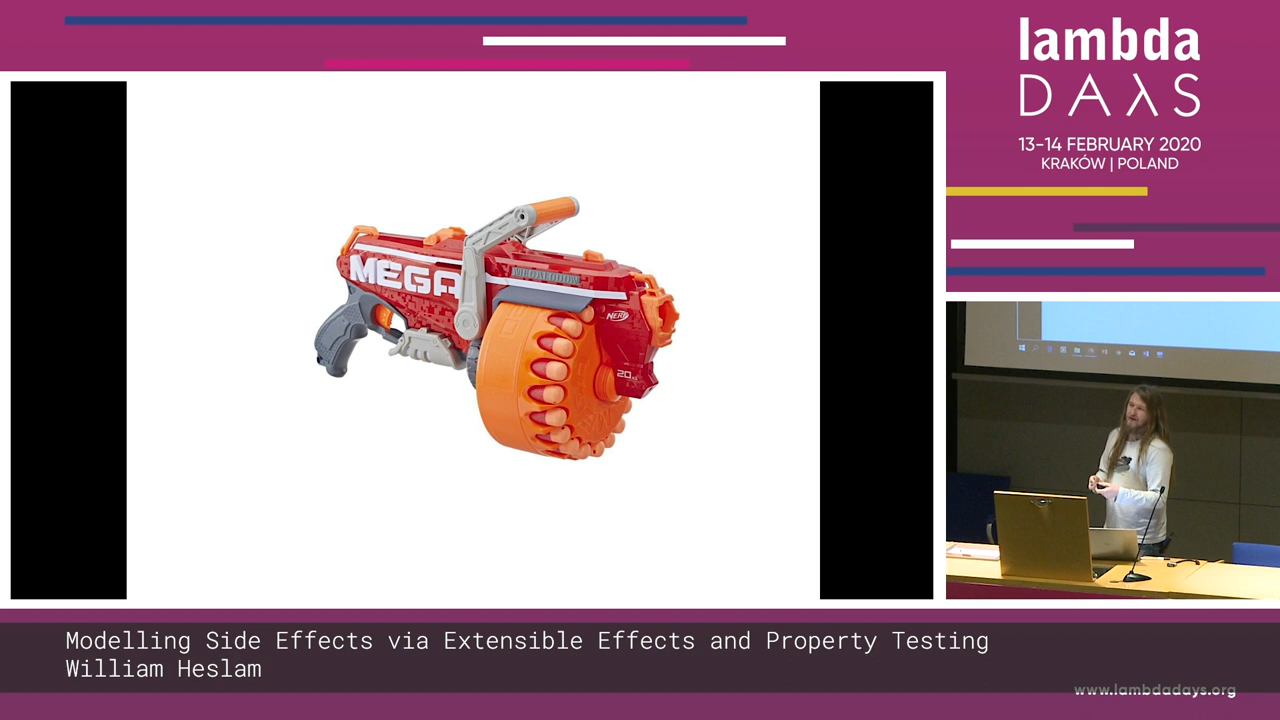 lambda
DAλS
13-14 FEBRUARY 2020
KRAKÓW | POLAND
MEGA
MEGALODON
NERF
20
Modelling Side Effects via Extensible Effects and Property Testing
William Heslam
www.lambdadays.org